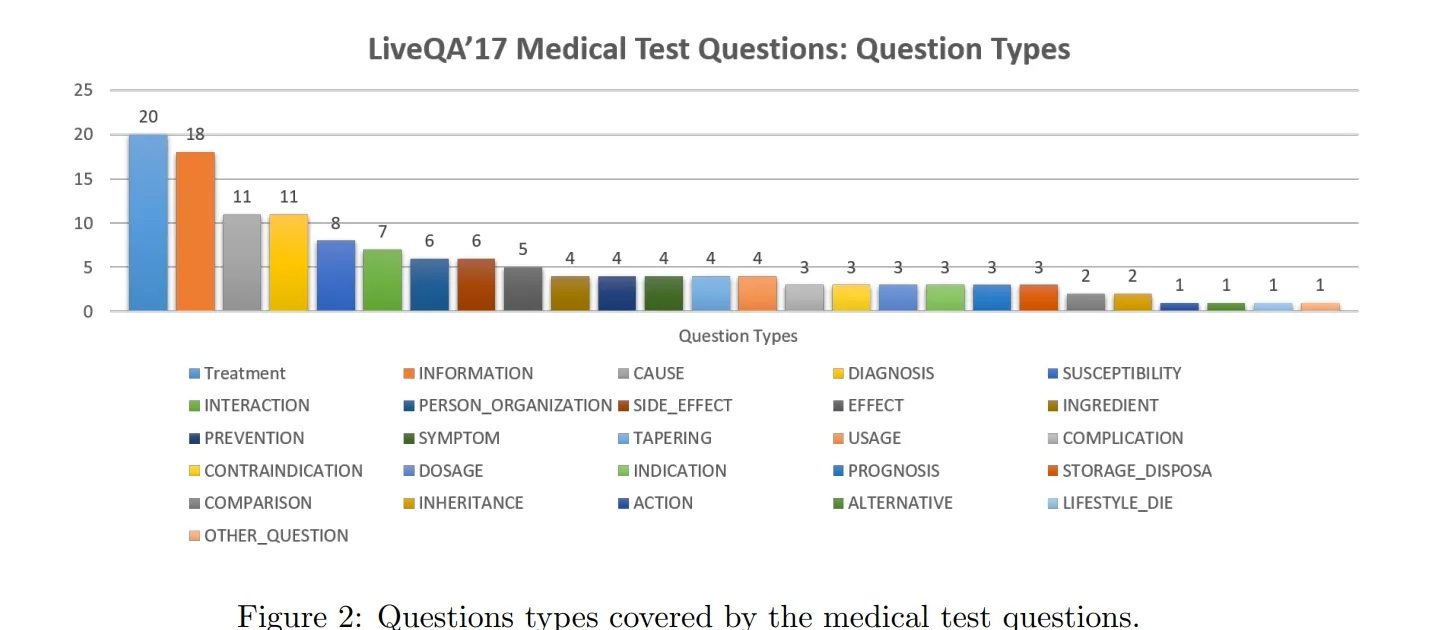 LiveQA’17 Medical Test Questions: Question Types
25
20
15
10
5
0
20 18 11 11 8 7 6 6 5 4 4 4 4 4 3 3 3 3 3 3 2 2 1 1 1 1
Question Types
Treatment INFORMATION CAUSE DIAGNOSIS SUSCEPTIBILITY
INTERACTION PERSON_ORGANIZATION SIDE_EFFECT EFFECT INGREDIENT
PREVENTION SYMPTOM TAPERING USAGE COMPLICATION
CONTRAINDICATION DOSAGE INDICATION PROGNOSIS STORAGE_DISPOSA
COMPARISON INHERITANCE ACTION ALTERNATIVE LIFESTYLE_DIE
OTHER_QUESTION
Figure 2: Questions types covered by the medical test questions.